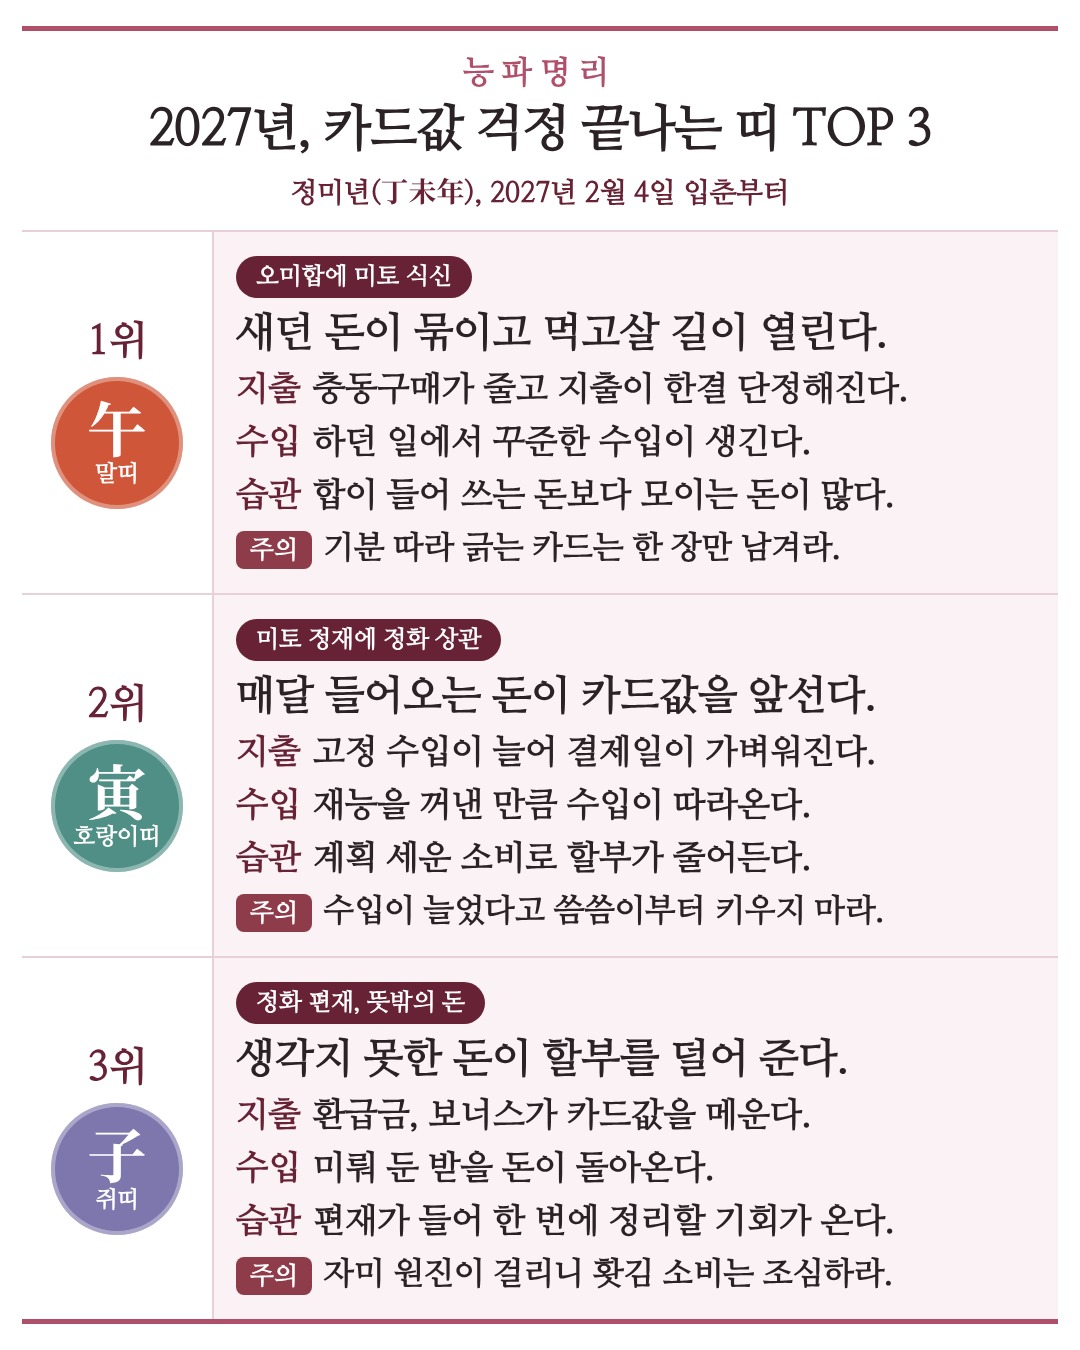 능파명리
2027년, 카드값 걱정 끝나는 띠 TOP 3
정미년(丁未年), 2027년 2월 4일 입춘부터
1위
午
말띠
오미합에 미토 식신
새던 돈이 묶이고 먹고살 길이 열린다.
지출 충동구매가 줄고 지출이 한결 단정해진다.
수입 하던 일에서 꾸준한 수입이 생긴다.
습관 합이 들어 쓰는 돈보다 모이는 돈이 많다.
주의 기분 따라 긁는 카드는 한 장만 남겨라.
2위
寅
호랑이띠
미토 정재에 정화 상관
매달 들어오는 돈이 카드값을 앞선다.
지출 고정 수입이 늘어 결제일이 가벼워진다.
수입 재능을 꺼낸 만큼 수입이 따라온다.
습관 계획 세운 소비로 할부가 줄어든다.
주의 수입이 늘었다고 씀씀이부터 키우지 마라.
3위
子
쥐띠
정화 편재, 뜻밖의 돈
생각지 못한 돈이 할부를 덜어 준다.
지출 환급금, 보너스가 카드값을 메운다.
수입 미뤄 둔 받을 돈이 돌아온다.
습관 편재가 들어 한 번에 정리할 기회가 온다.
주의 자미 원진이 걸리니 홧김 소비는 조심하라.